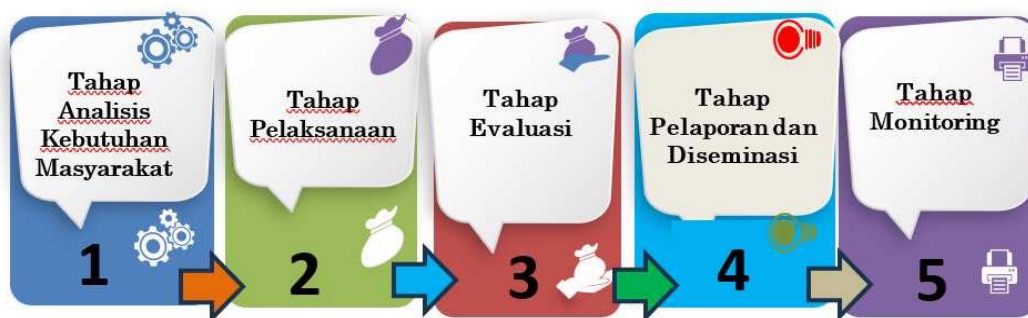 Tahap
Analisis
Kebutuhan
Masyarakat
1
Tahap
Pelaksanaan
2
Tahap
Evaluasi
3
Tahap
Pelaporan dan
Diseminasi
4
Tahap
Monitoring
5